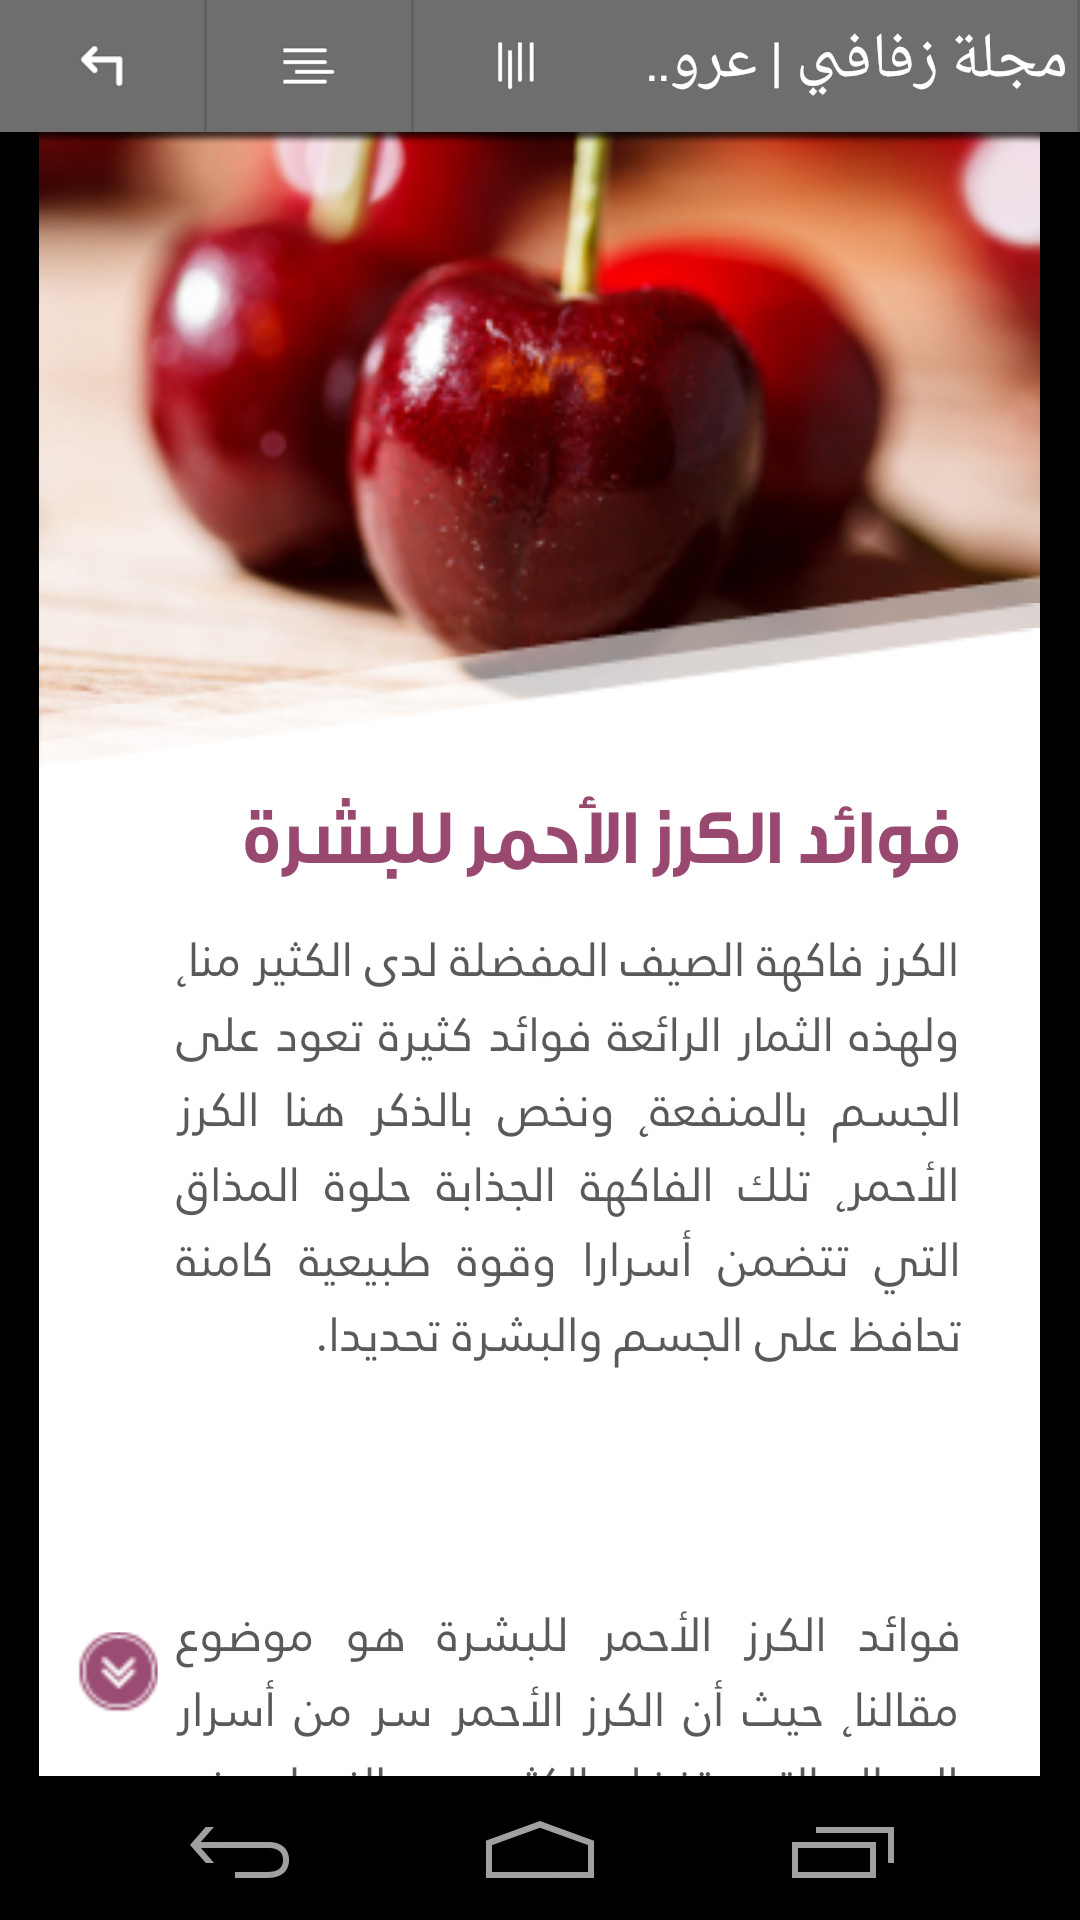 مجلة زفافي | عرو..
فوائد الكرز الأحمر للبشرة
الكرز فاكهة الصيف المفضلة لدى الكثير منا،
ولهذه الثمار الرائعة فوائد كثيرة تعود على
الجسم بالمنفعة، ونخص بالذكر هنا الكرز
الأحمر، تلك الفاكهة الجذابة حلوة المذاق
التي تتضمن أسرارا وقوة طبيعية كامنة
تحافظ على الجسم والبشرة تحديدا.
فوائد الكرز الأحمر للبشرة هو موضوع
مقالنا، حيث أن الكرز الأحمر سر من أسرار